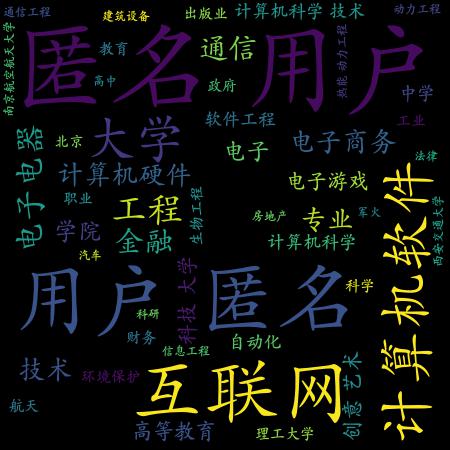 通信工程
建筑设备
出版业
计算机科学 技术
动力工程
南京航空航天大学
匿名
用户
教育
通信
高中
政府
热能 动力工程
中学
软件工程
工业
电子电器
北京
大学
电子
电子商务
法律
计算机硬件
电子游戏
职业
工程
生物工程
房地产
专业
军火
计算机软件
西安交通大学
学院
金融
计算机科学
汽车
用户
科技 大学
匿名
科学
科研
财务
自动化
信息工程
技术
环境保护
互联网
创意 艺术
航天
高等教育
理工大学